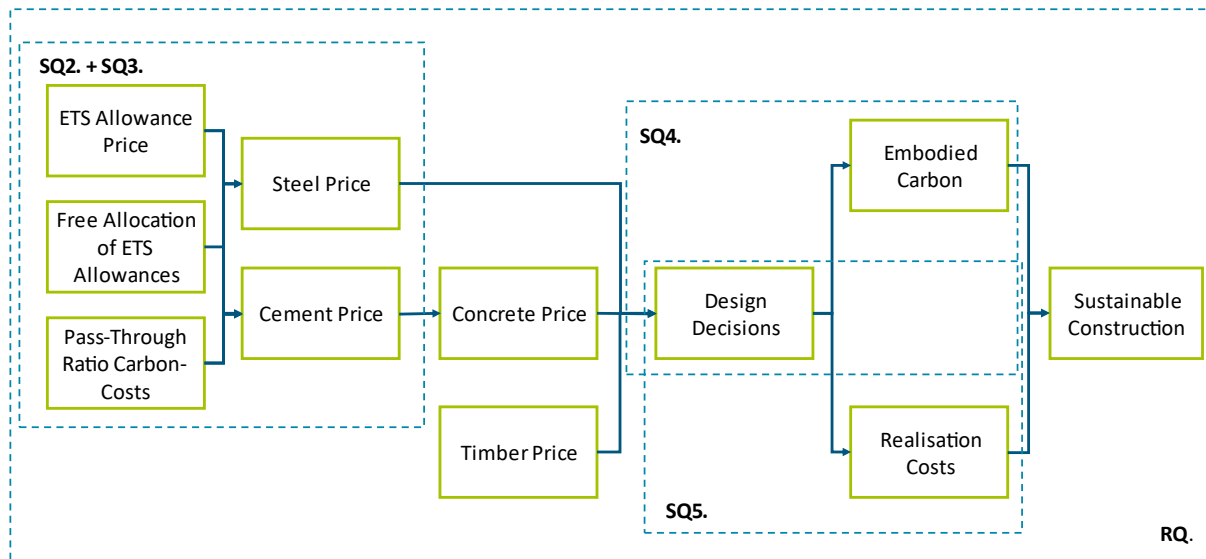 SQ2. + SQ3.
ETS Allowance
Price
Free Allocation
of ETS
Allowances
Pass-Through
Ratio Carbon-
Costs
Steel Price
Cement Price
Concrete Price
Timber Price
SQ4.
Design
Decisions
Embodied
Carbon
Realisation
Costs
SQ5.
Sustainable
Construction
RQ.